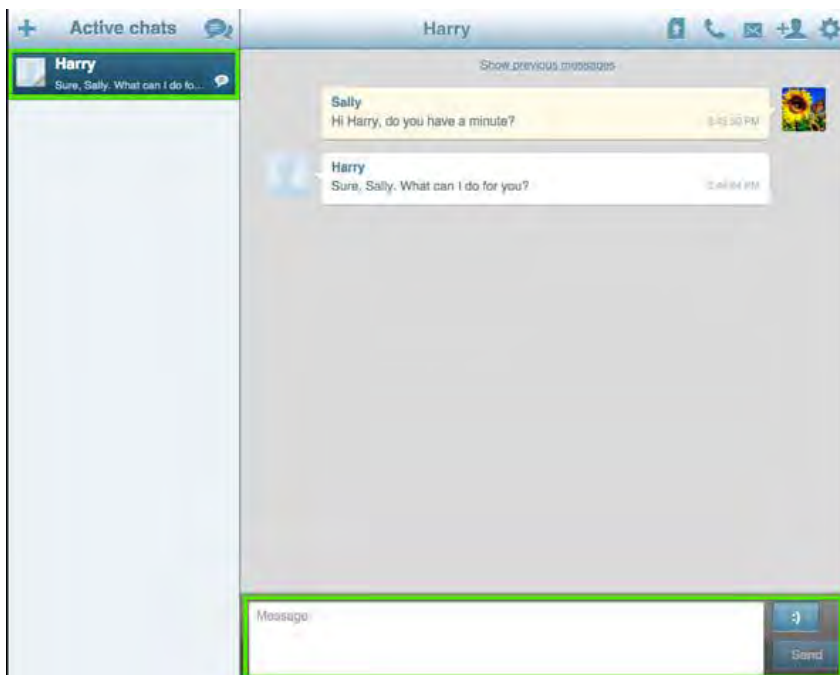 Active chats
Harry
Harry
Sure, Sally. What can I do fo...
Show previous messages
Sally
Hi Harry, do you have a minute?
Harry
Sure, Sally. What can I do for you?
Message
:)
Send